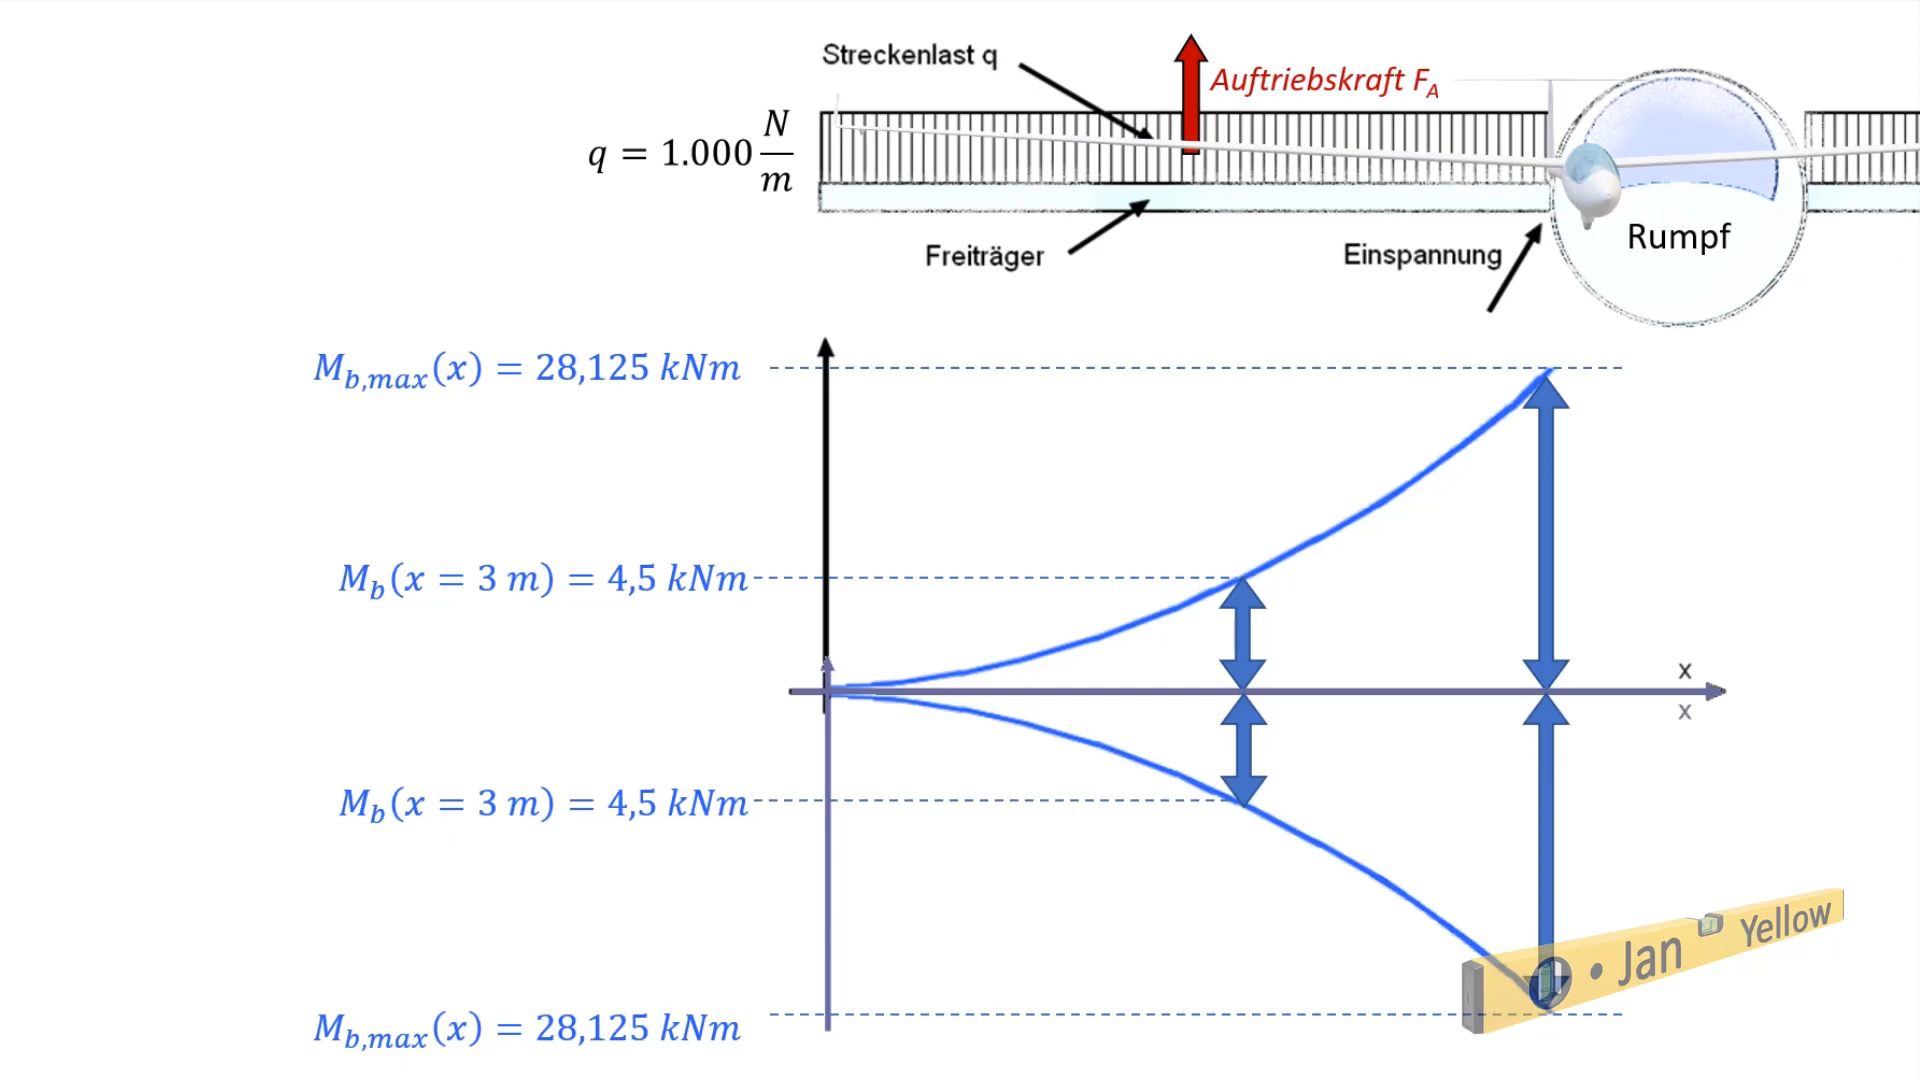 Streckenlast q
Auftriebskraft F_A
q = 1.000 N/m
Freiträger
Einspannung
Rumpf
M_b,max(x) = 28,125 kNm
M_b(x = 3 m) = 4,5 kNm
x
x
M_b(x = 3 m) = 4,5 kNm
Jan Yellow
M_b,max(x) = 28,125 kNm